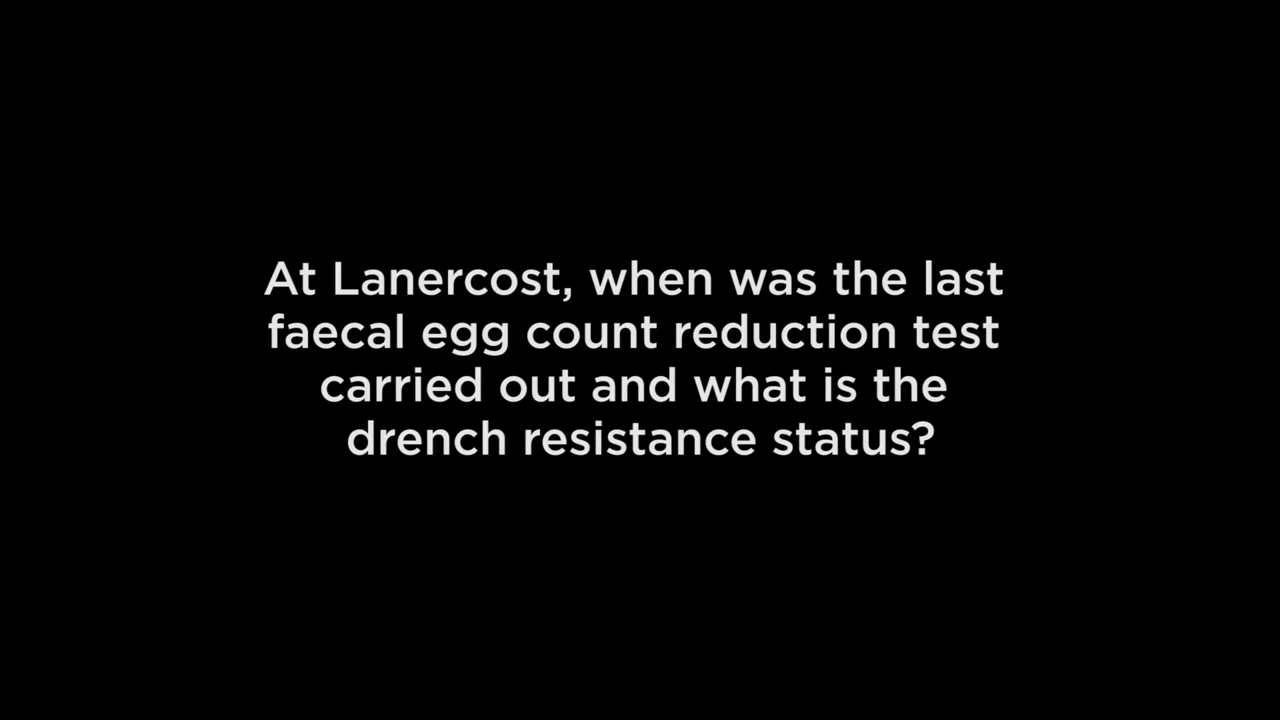 At Lanercost, when was the last
faecal egg count reduction test
carried out and what is the
drench resistance status?